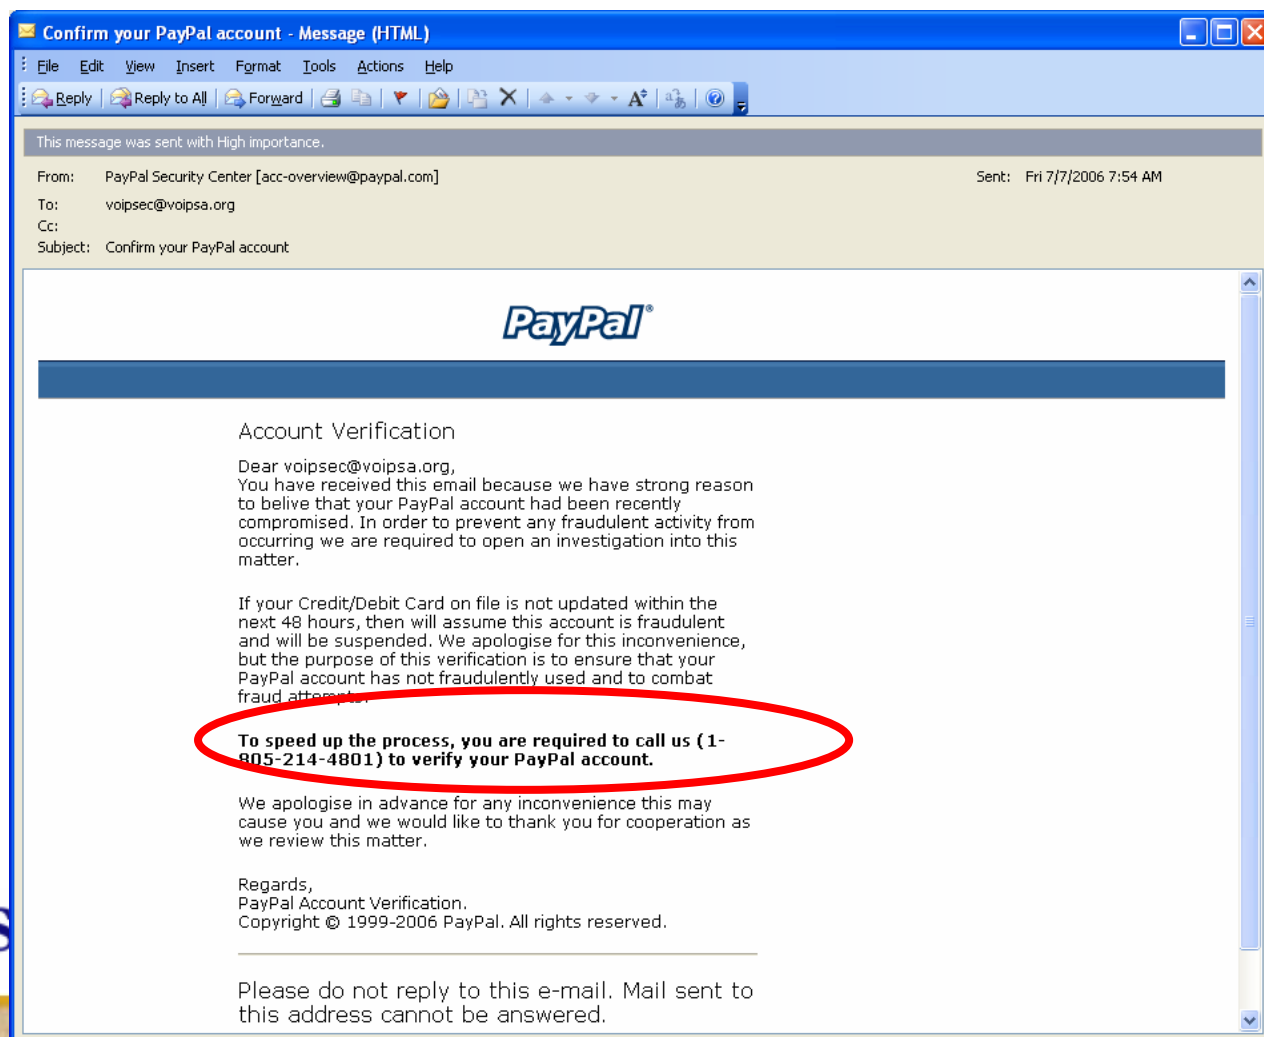 Confirm your PayPal account - Message (HTML)
File Edit View Insert Format Tools Actions Help
Reply Reply to All Forward
This message was sent with High importance.
From: PayPal Security Center [acc-overview@paypal.com] Sent: Fri 7/7/2006 7:54 AM
To: voipsec@voipsa.org
Cc:
Subject: Confirm your PayPal account
PayPal®
Account Verification
Dear voipsec@voipsa.org,
You have received this email because we have strong reason
to belive that your PayPal account had been recently
compromised. In order to prevent any fraudulent activity from
occurring we are required to open an investigation into this
matter.
If your Credit/Debit Card on file is not updated within the
next 48 hours, then will assume this account is fraudulent
and will be suspended. We apologise for this inconvenience,
but the purpose of this verification is to ensure that your
PayPal account has not fraudulently used and to combat
fraud attempts.
To speed up the process, you are required to call us (1-
805-214-4801) to verify your PayPal account.
We apologise in advance for any inconvenience this may
cause you and we would like to thank you for cooperation as
we review this matter.
Regards,
PayPal Account Verification.
Copyright © 1999-2006 PayPal. All rights reserved.
Please do not reply to this e-mail. Mail sent to
this address cannot be answered.